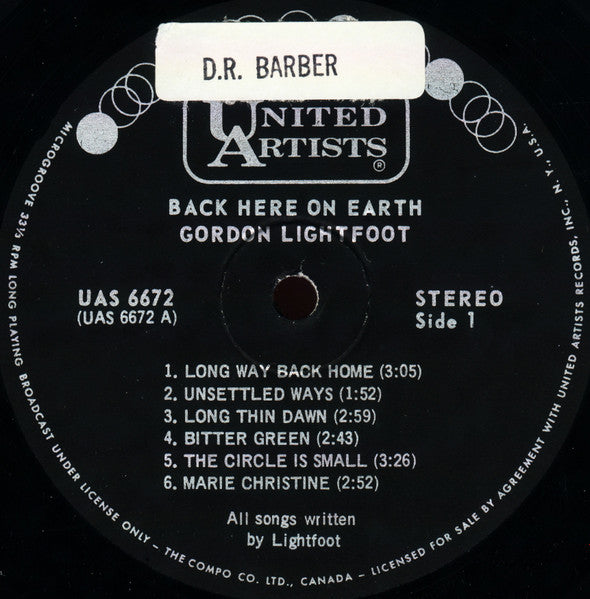 D.R. BARBER
UNITED
ARTISTS
®
BACK HERE ON EARTH
GORDON LIGHTFOOT
UAS 6672
(UAS 6672 A)
STEREO
Side 1
1. LONG WAY BACK HOME (3:05)
2. UNSETTLED WAYS (1:52)
3. LONG THIN DAWN (2:59)
4. BITTER GREEN (2:43)
5. THE CIRCLE IS SMALL (3:26)
6. MARIE CHRISTINE (2:52)
All songs written
by Lightfoot
MICROGROOVE 33⅓ RPM LONG PLAYING BROADCAST UNDER LICENSE ONLY – THE COMPO CO. LTD., CANADA – LICENSED FOR SALE BY AGREEMENT WITH UNITED ARTISTS RECORDS, INC., N. Y., U.S.A.